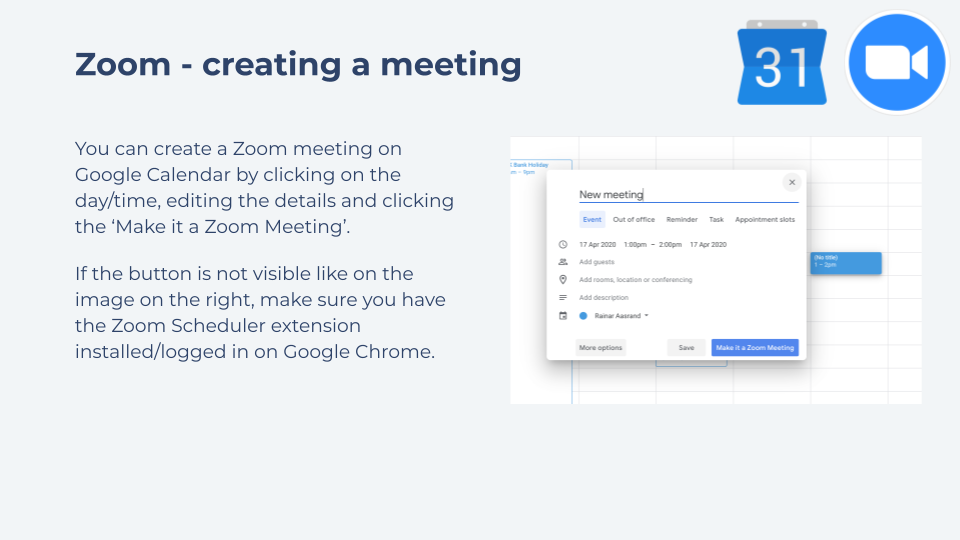 Zoom - creating a meeting
31
You can create a Zoom meeting on
Google Calendar by clicking on the
day/time, editing the details and clicking
the ‘Make it a Zoom Meeting’.
If the button is not visible like on the
image on the right, make sure you have
the Zoom Scheduler extension
installed/logged in on Google Chrome.
Bank Holiday
– 5pm
New meeting
Event Out of office Reminder Task Appointment slots
17 Apr 2020 1:00pm – 2:00pm 17 Apr 2020
Add guests
Add rooms, location or conferencing
Add description
Rainar Aasrand
More options Save Make it a Zoom Meeting
(No title)
1 – 2pm